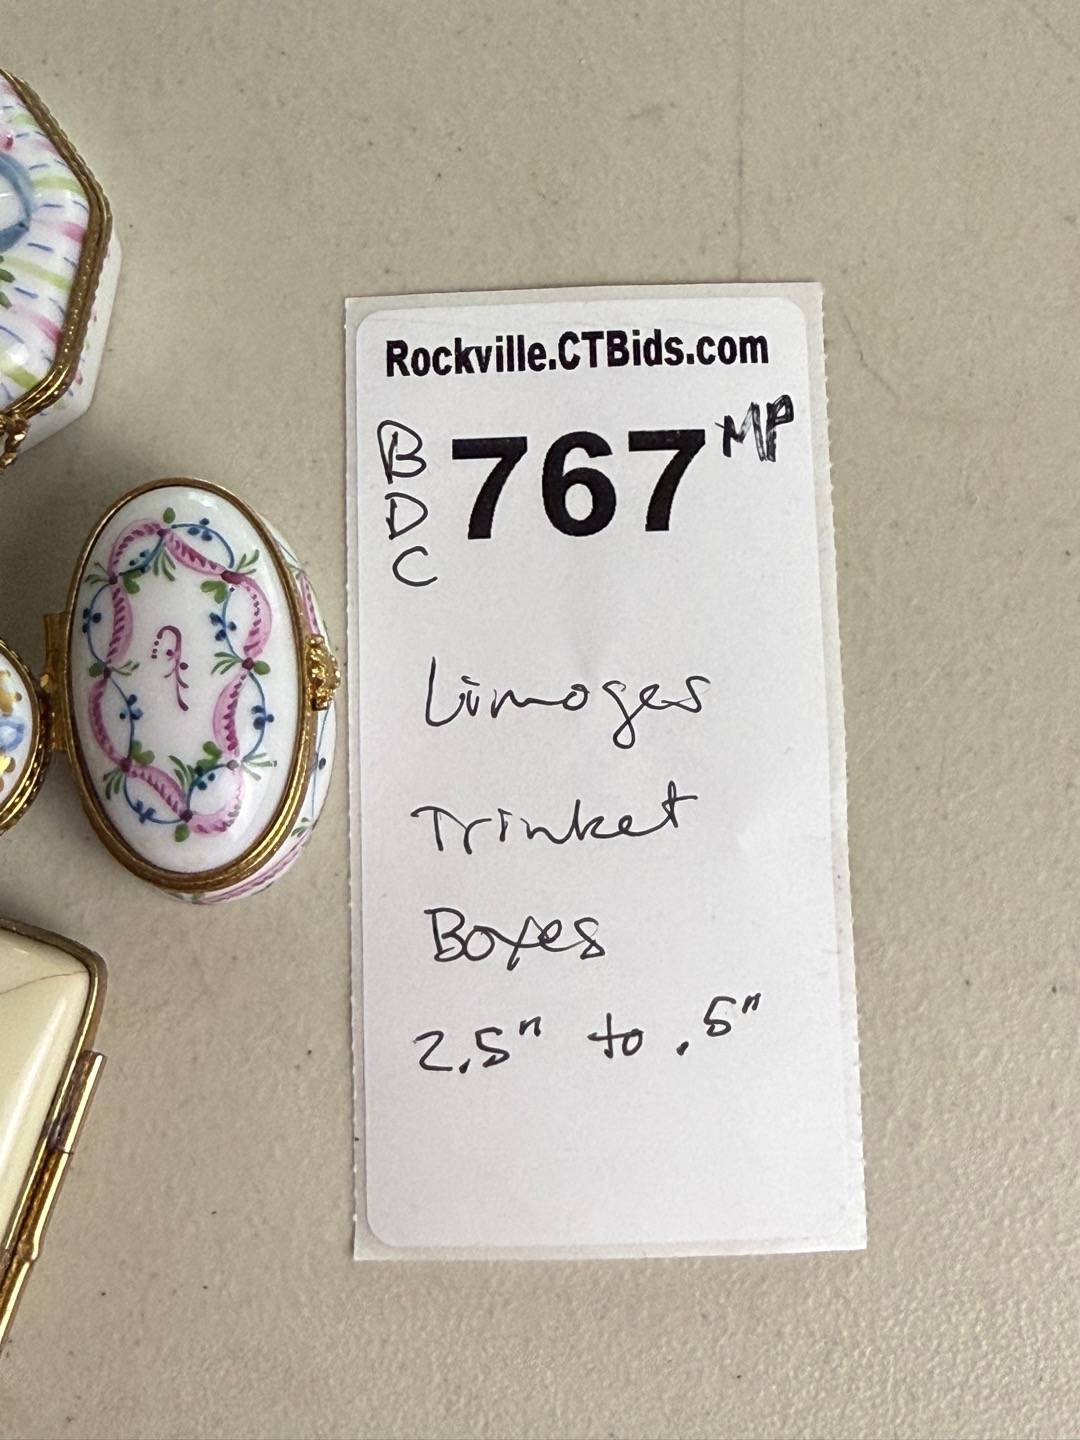 Rockville.CTBids.com
B 767 MP
D
C
Limoges
Trinket
Boxes
2.5" to .5"